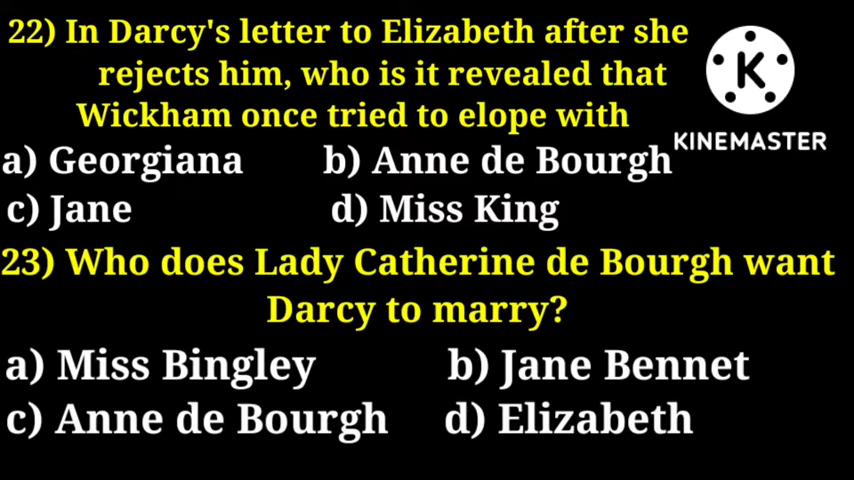 22) In Darcy's letter to Elizabeth after she
rejects him, who is it revealed that
Wickham once tried to elope with
a) Georgiana b) Anne de Bourgh
c) Jane d) Miss King
K
KINEMASTER
23) Who does Lady Catherine de Bourgh want
Darcy to marry?
a) Miss Bingley b) Jane Bennet
c) Anne de Bourgh d) Elizabeth